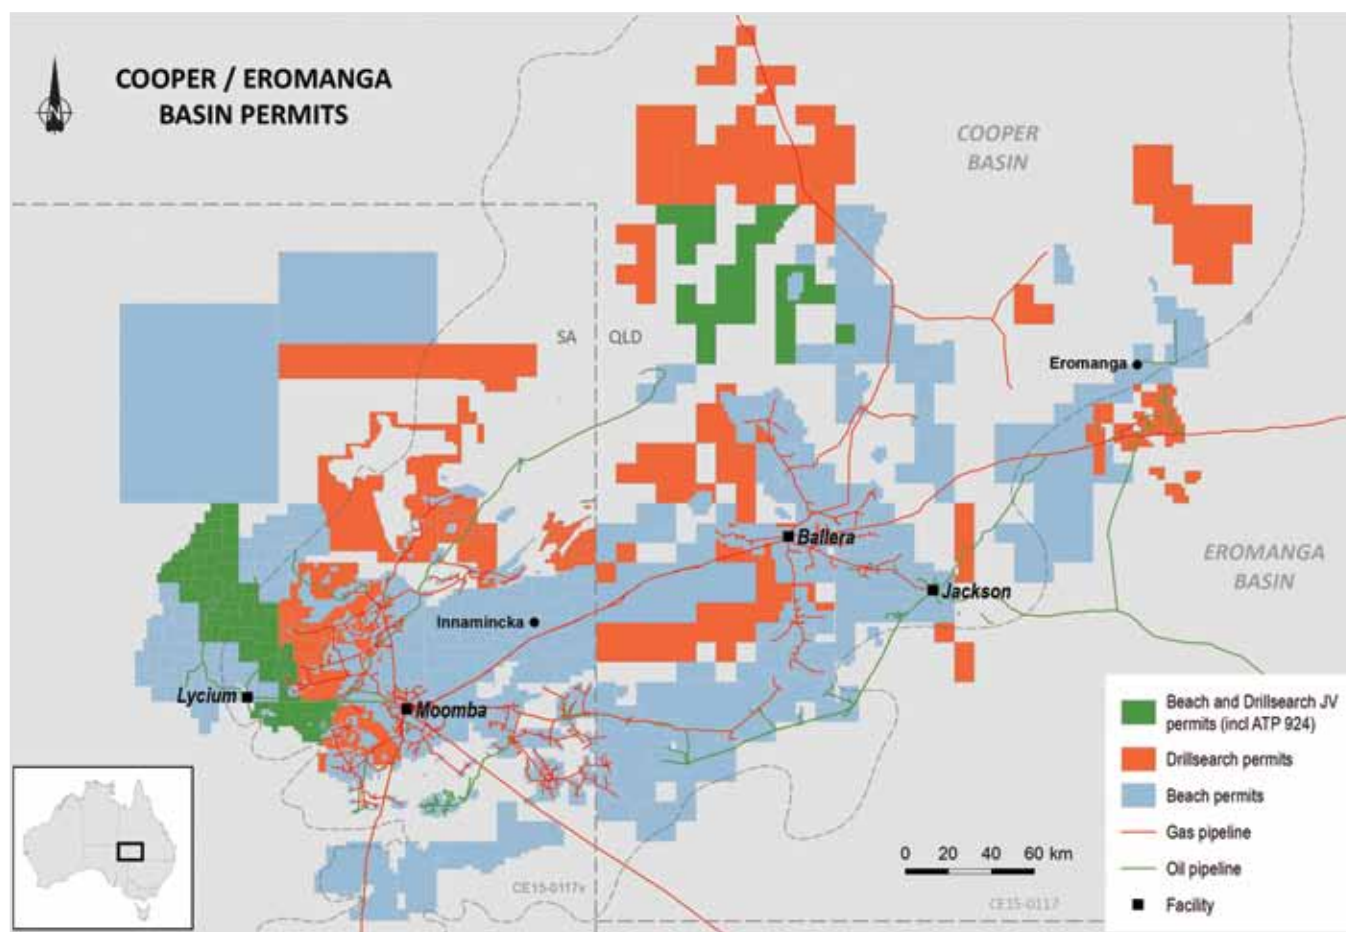 COOPER / EROMANGA
BASIN PERMITS
N
COOPER
BASIN
SA
QLD
Eromanga
Ballera
EROMANGA
BASIN
Jackson
Innamincka
Lycium
Moomba
Beach and Drillsearch JV
permits (incl ATP 924)
Drillsearch permits
Beach permits
Gas pipeline
Oil pipeline
Facility
0 20 40 60 km
CE15-0117v
CE15-0117